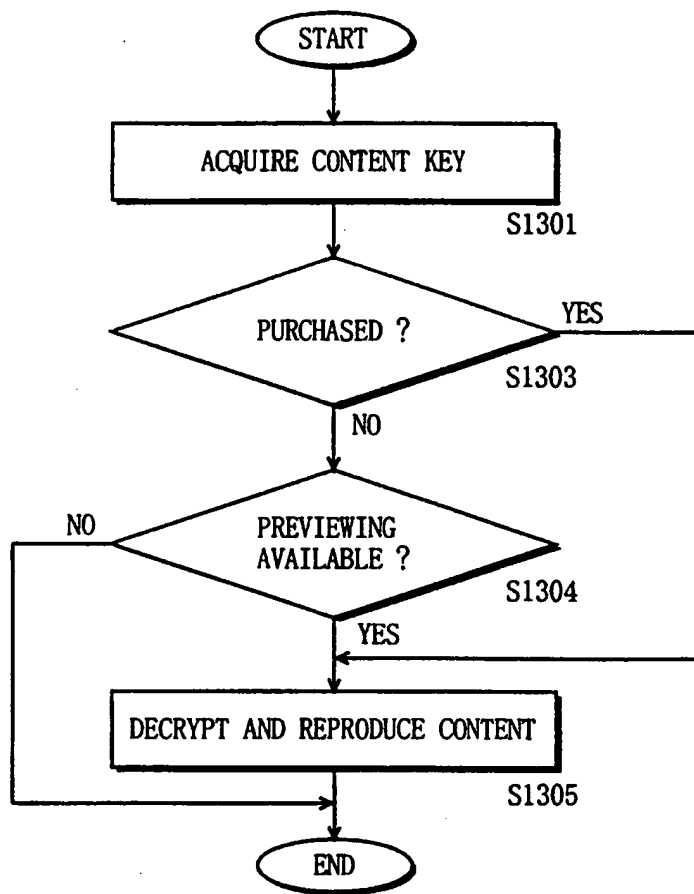 START
ACQUIRE CONTENT KEY
S1301
PURCHASED ?
YES
S1303
NO
NO
PREVIEWING
AVAILABLE ?
S1304
YES
DECRYPT AND REPRODUCE CONTENT
S1305
END